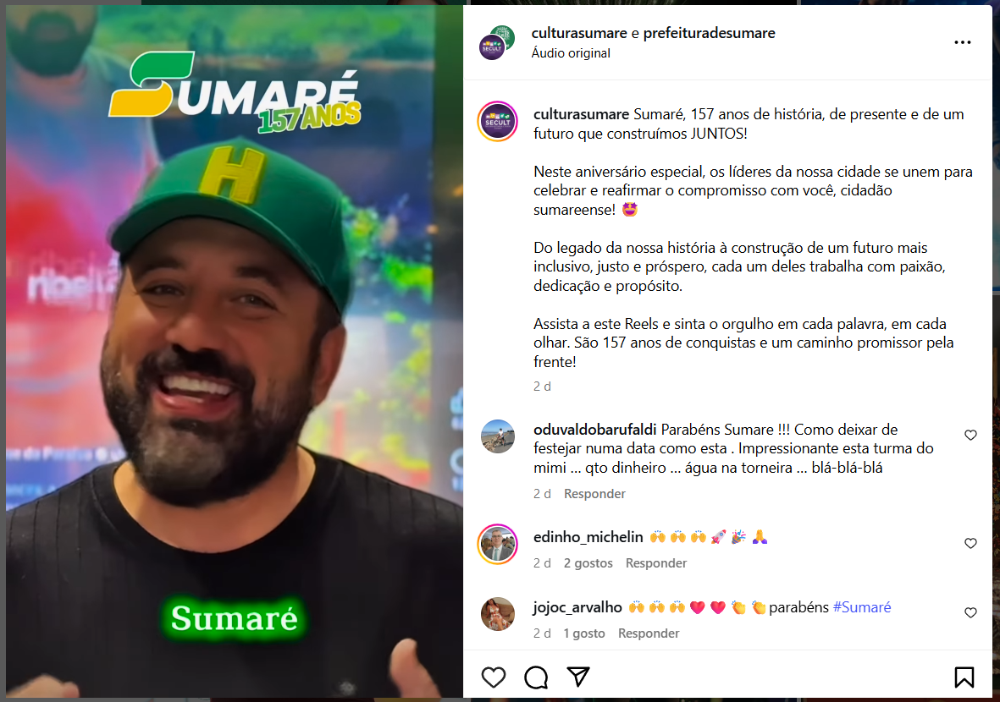 SUMARÉ
157 ANOS
H
Sumaré
culturasumare e prefeituradesumare
Áudio original
SECULT
culturasumare Sumaré, 157 anos de história, de presente e de um
futuro que construímos JUNTOS!
Neste aniversário especial, os líderes da nossa cidade se unem para
celebrar e reafirmar o compromisso com você, cidadão
sumareense! 🤩
Do legado da nossa história à construção de um futuro mais
inclusivo, justo e próspero, cada um deles trabalha com paixão,
dedicação e propósito.
Assista a este Reels e sinta o orgulho em cada palavra, em cada
olhar. São 157 anos de conquistas e um caminho promissor pela
frente!
2 d
oduvaldobarufaldi Parabéns Sumare !!! Como deixar de
festejar numa data como esta . Impressionante esta turma do
mimi ... qto dinheiro ... água na torneira ... blá-blá-blá
2 d Responder
edinho_michelin 🙌 🙌 🙌 🚀 🎉 🙏
2 d 2 gostos Responder
jojoc_arvalho 🙌 🙌 🙌 ❤️ ❤️ 👏 👏 parabéns #Sumaré
2 d 1 gosto Responder